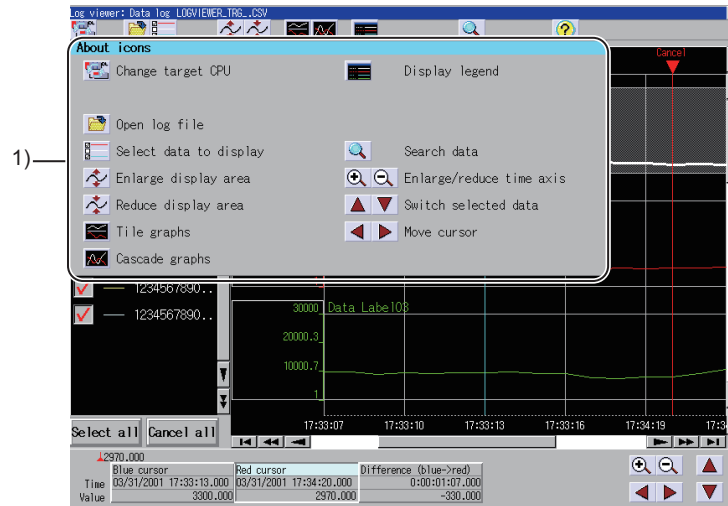 Log viewer: Data log LOGVIEWER_TRG_.CSV
About icons
Cancel
Change target CPU
Display legend
Open log file
1)
Select data to display
Search data
Enlarge display area
Enlarge/reduce time axis
Reduce display area
Switch selected data
Tile graphs
Move cursor
Cascade graphs
1234567890..
1234567890..
30000
Data Label03
20000.3
10000.7
1
Select all
Cancel all
17:33:07
17:33:10
17:33:13
17:33:16
17:34:19
17:3
2970.000
Blue cursor
Red cursor
Difference (blue->red)
Time
03/31/2001 17:33:13.000
03/31/2001 17:34:20.000
0:00:01:07.000
Value
3300.000
2970.000
-330.000